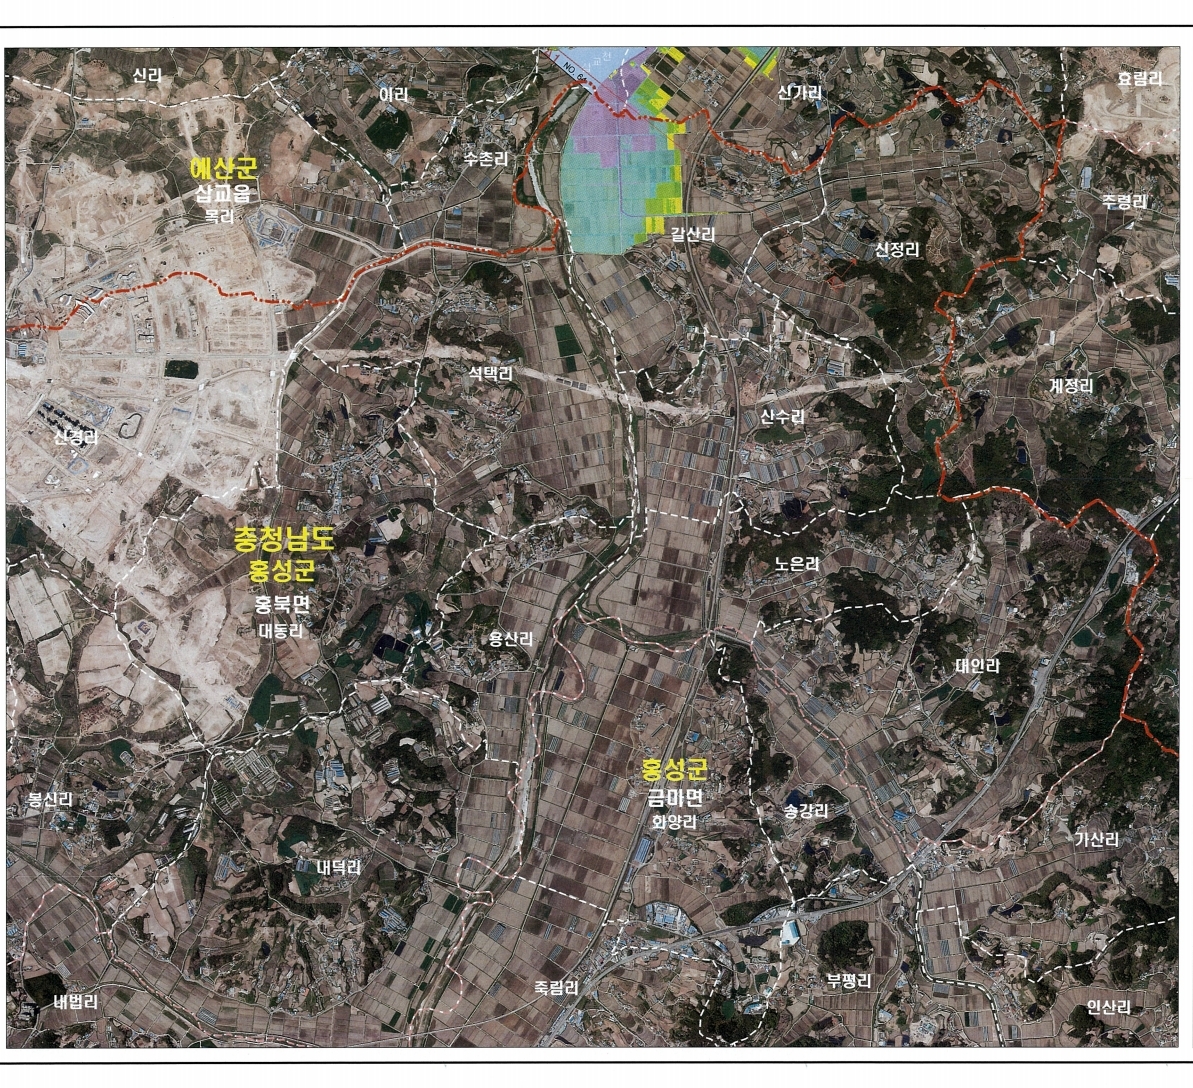 신리
이리
NO. 6
신가리
효림리
수촌리
예산군
삽교읍
목리
주령리
갈산리
신정리
석택리
계정리
산수리
신경리
충청남도
홍성군
홍북면
대동리
노은리
용산리
대인라
홍성군
금마면
화양리
봉신리
송강리
가산리
대덕리
내법리
죽림리
부평리
인산리